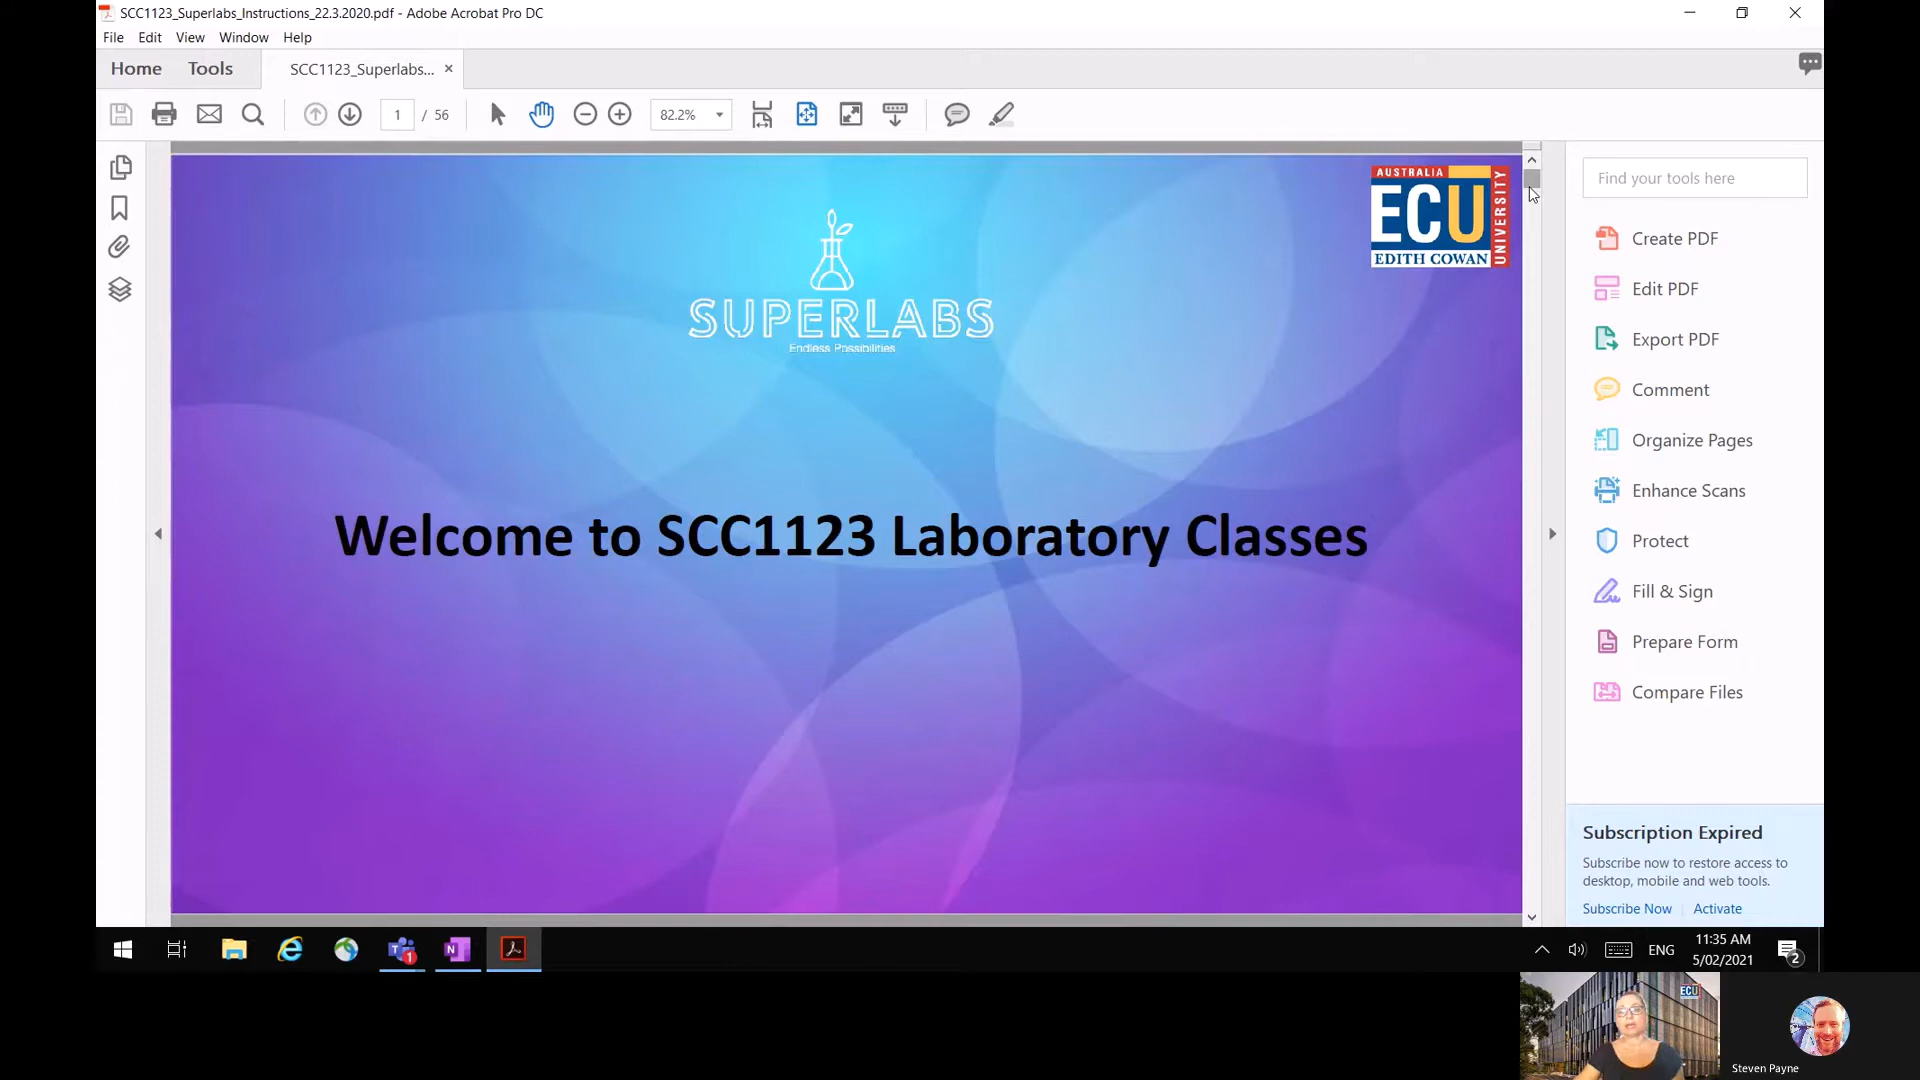 SCC1123_Superlabs_Instructions_22.3.2020.pdf - Adobe Acrobat Pro DC
File Edit View Window Help
Home Tools SCC1123_Superlabs... ×
1 / 56 82.2%
AUSTRALIA
ECU
UNIVERSITY
EDITH COWAN
SUPERLABS
Endless Possibilities
Welcome to SCC1123 Laboratory Classes
Find your tools here
Create PDF
Edit PDF
Export PDF
Comment
Organize Pages
Enhance Scans
Protect
Fill & Sign
Prepare Form
Compare Files
Subscription Expired
Subscribe now to restore access to
desktop, mobile and web tools.
Subscribe Now | Activate
1
N
ENG
11:35 AM
5/02/2021
2
ECU
Steven Payne